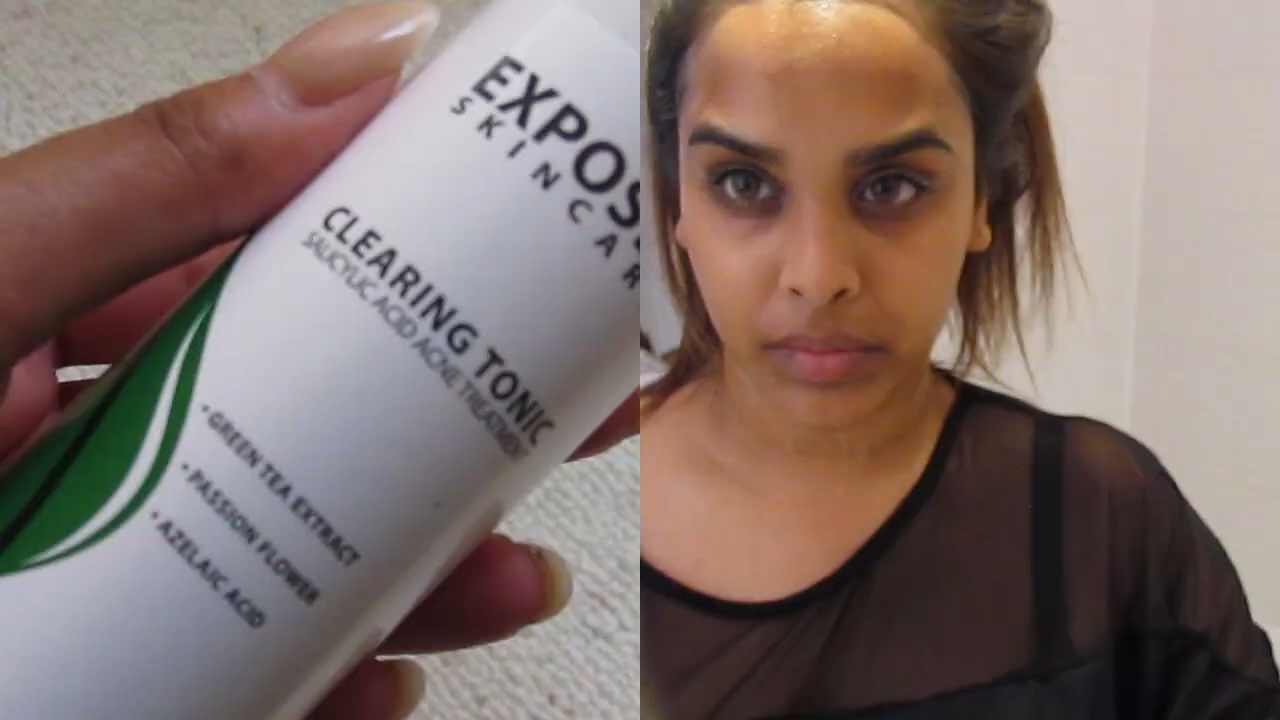 EXPOS
SKINCAR
CLEARING TONIC
SALICYLIC ACID ACNE TREATMENT
• GREEN TEA EXTRACT
• PASSION FLOWER
• AZELAIC ACID